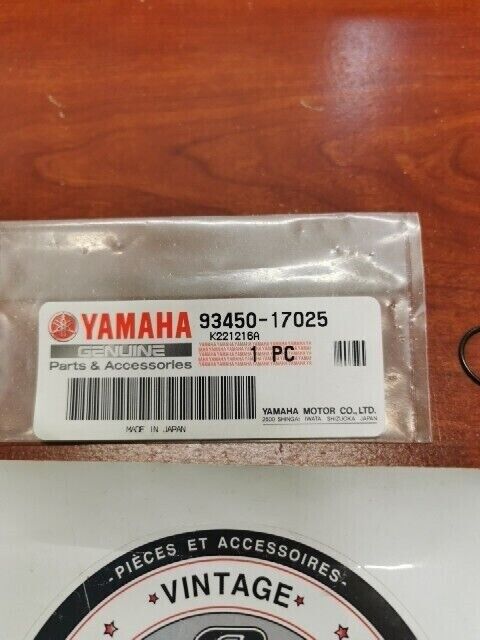 YAMAHA
GENUINE
Parts & Accessories
93450-17025
K221216A
1 PC
YAMAHA MOTOR CO., LTD.
2500 SHINGAI IWATA SHIZUOKA JAPAN
MADE IN JAPAN
-PIÈCES ET ACCESSOIRES-
★VINTAGE★